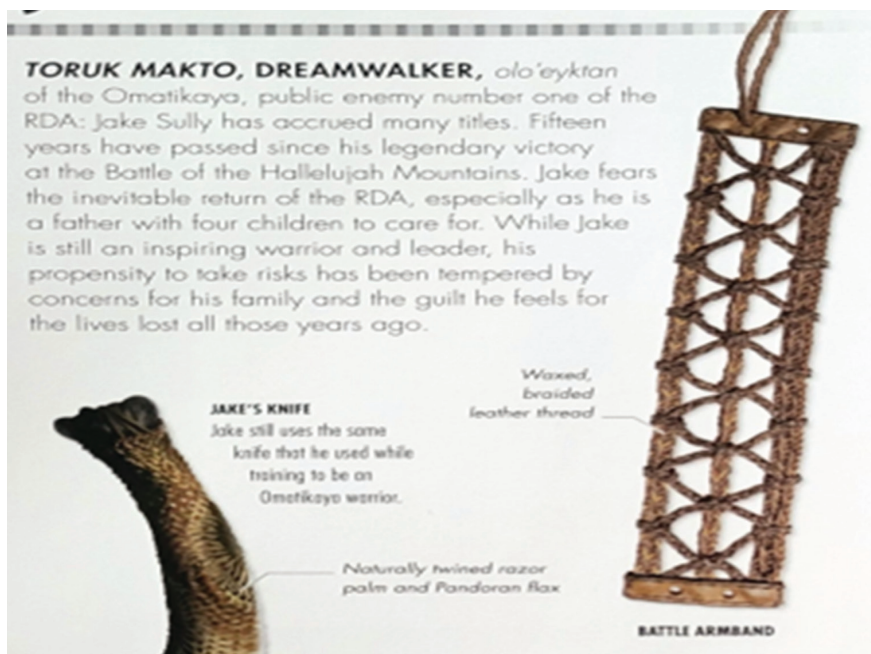 TORUK MAKTO, DREAMWALKER, olo'eyktan
of the Omatikaya, public enemy number one of the
RDA: Jake Sully has accrued many titles. Fifteen
years have passed since his legendary victory
at the Battle of the Hallelujah Mountains. Jake fears
the inevitable return of the RDA, especially as he is
a father with four children to care for. While Jake
is still an inspiring warrior and leader, his
propensity to take risks has been tempered by
concerns for his family and the guilt he feels for
the lives lost all those years ago.
Waxed,
braided
leather thread
JAKE'S KNIFE
Jake still uses the same
knife that he used while
training to be an
Omatikaya warrior.
Naturally twined razor
palm and Pandoran flax
BATTLE ARMBAND